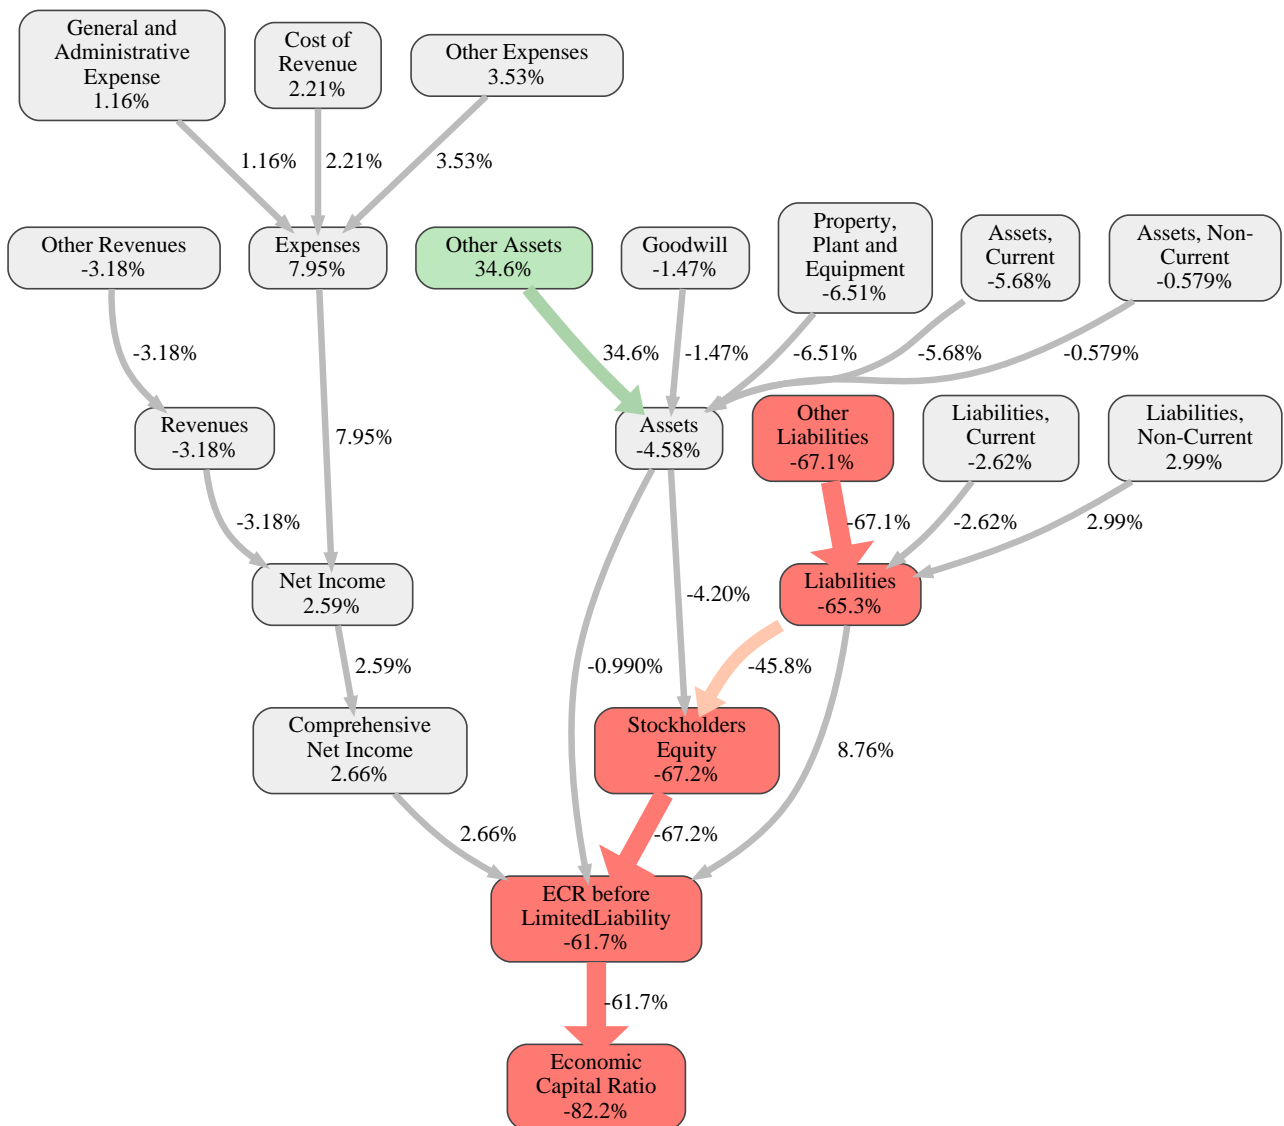 General and
Administrative
Expense
1.16%
Cost of
Revenue
2.21%
Other Expenses
3.53%
1.16%
2.21%
3.53%
Other Revenues
-3.18%
Expenses
7.95%
Other Assets
34.6%
Goodwill
-1.47%
Property,
Plant and
Equipment
-6.51%
Assets,
Current
-5.68%
Assets, Non-
Current
-0.579%
-3.18%
34.6%
-1.47%
-6.51%
-5.68%
-0.579%
Revenues
-3.18%
7.95%
Assets
-4.58%
Other
Liabilities
-67.1%
Liabilities,
Current
-2.62%
Liabilities,
Non-Current
2.99%
-3.18%
-67.1%
-2.62%
2.99%
Net Income
2.59%
-4.20%
Liabilities
-65.3%
2.59%
-0.990%
-45.8%
Comprehensive
Net Income
2.66%
Stockholders
Equity
-67.2%
8.76%
2.66%
-67.2%
ECR before
LimitedLiability
-61.7%
-61.7%
Economic
Capital Ratio
-82.2%